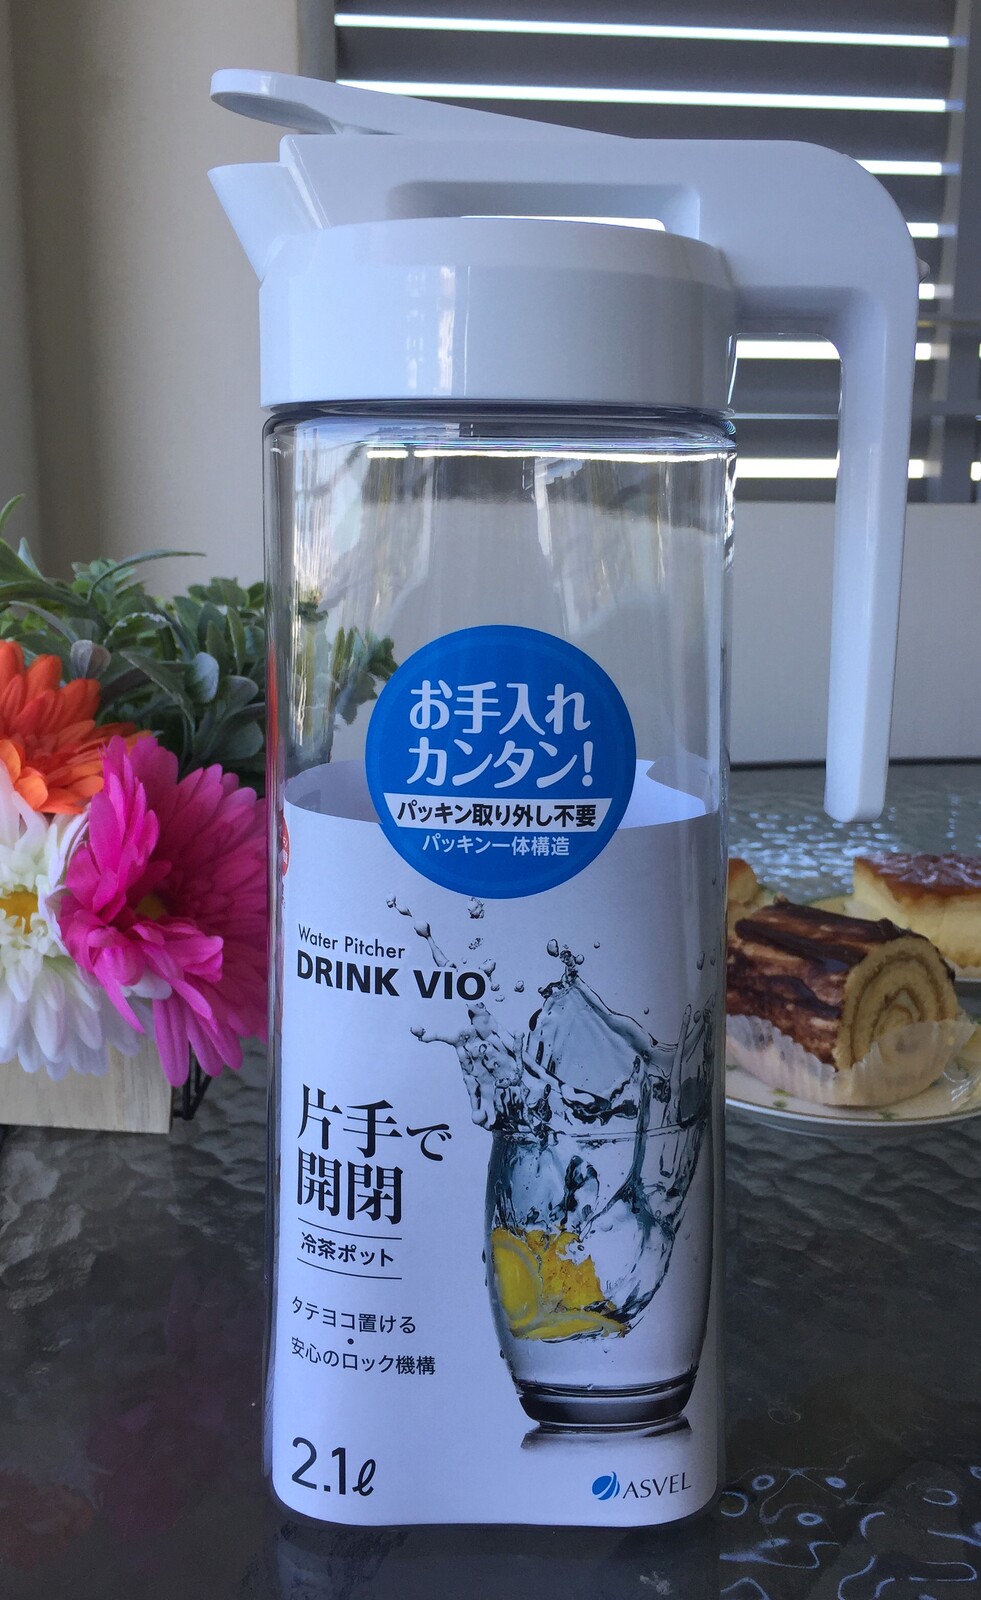 お手入れ
カンタン!
パッキン取り外し不要
パッキン一体構造
Water Pitcher
DRINK VIO
片手で
開閉
冷茶ポット
タテヨコ置ける
・
安心のロック機構
2.1ℓ
ASVEL